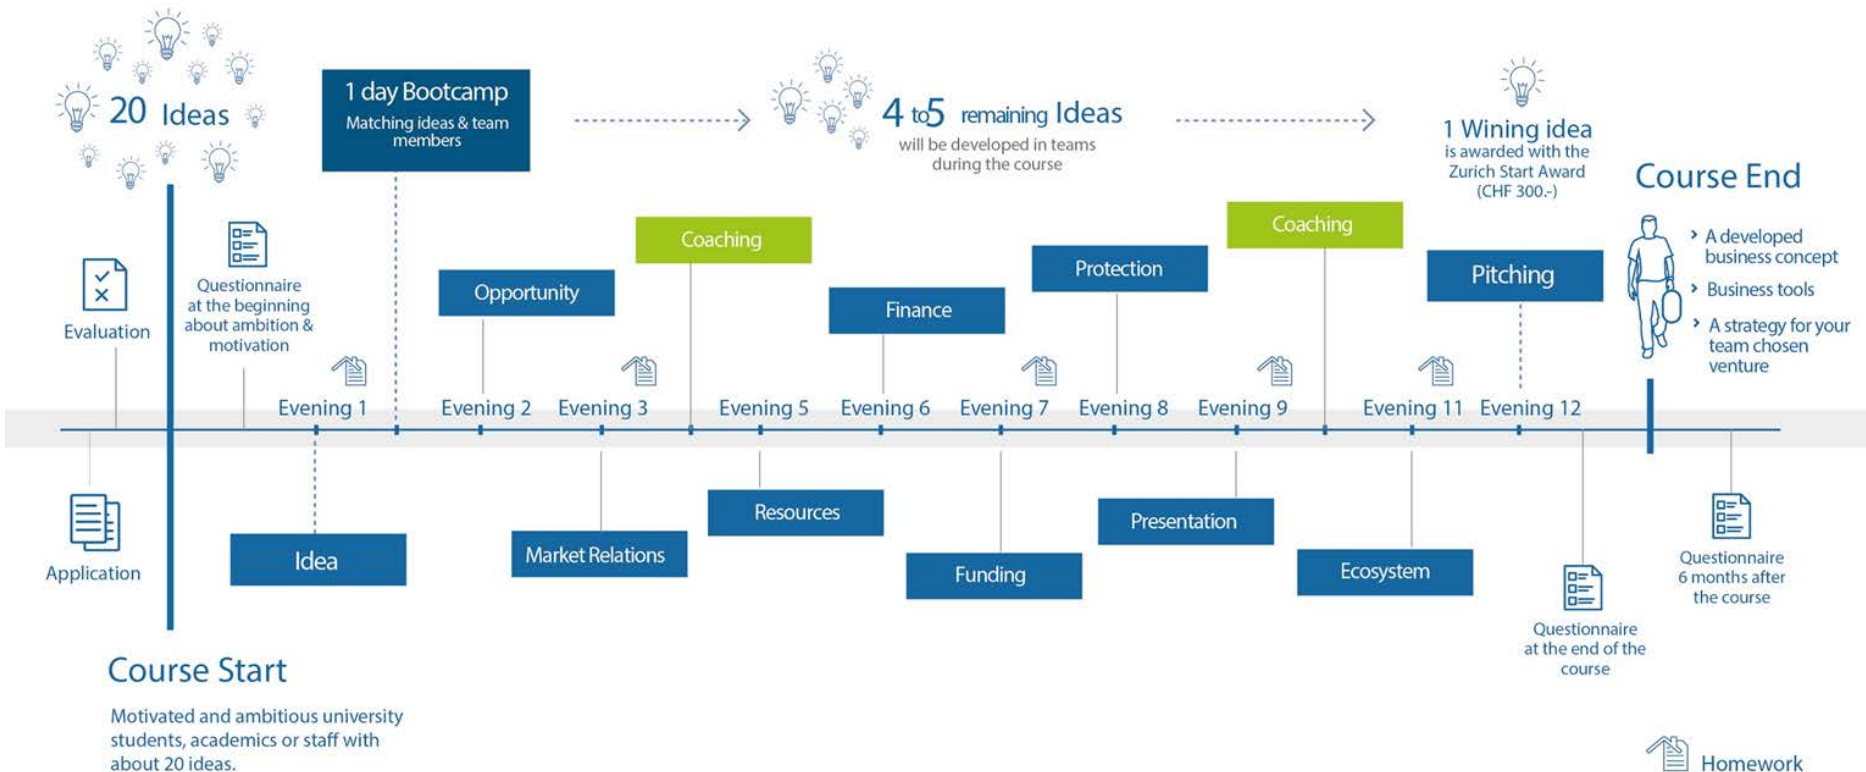 20 Ideas
1 day Bootcamp
Matching ideas & team
members
4 to 5 remaining Ideas
will be developed in teams
during the course
1 Wining idea
is awarded with the
Zurich Start Award
(CHF 300.-)
Course End
A developed
business concept
Business tools
A strategy for your
team chosen
venture
Evaluation
Questionnaire
at the beginning
about ambition &
motivation
Opportunity
Coaching
Finance
Protection
Coaching
Pitching
Evening 1
Evening 2
Evening 3
Evening 5
Evening 6
Evening 7
Evening 8
Evening 9
Evening 11
Evening 12
Application
Idea
Market Relations
Resources
Funding
Presentation
Ecosystem
Questionnaire
at the end of the
course
Questionnaire
6 months after
the course
Course Start
Motivated and ambitious university
students, academics or staff with
about 20 ideas.
Homework